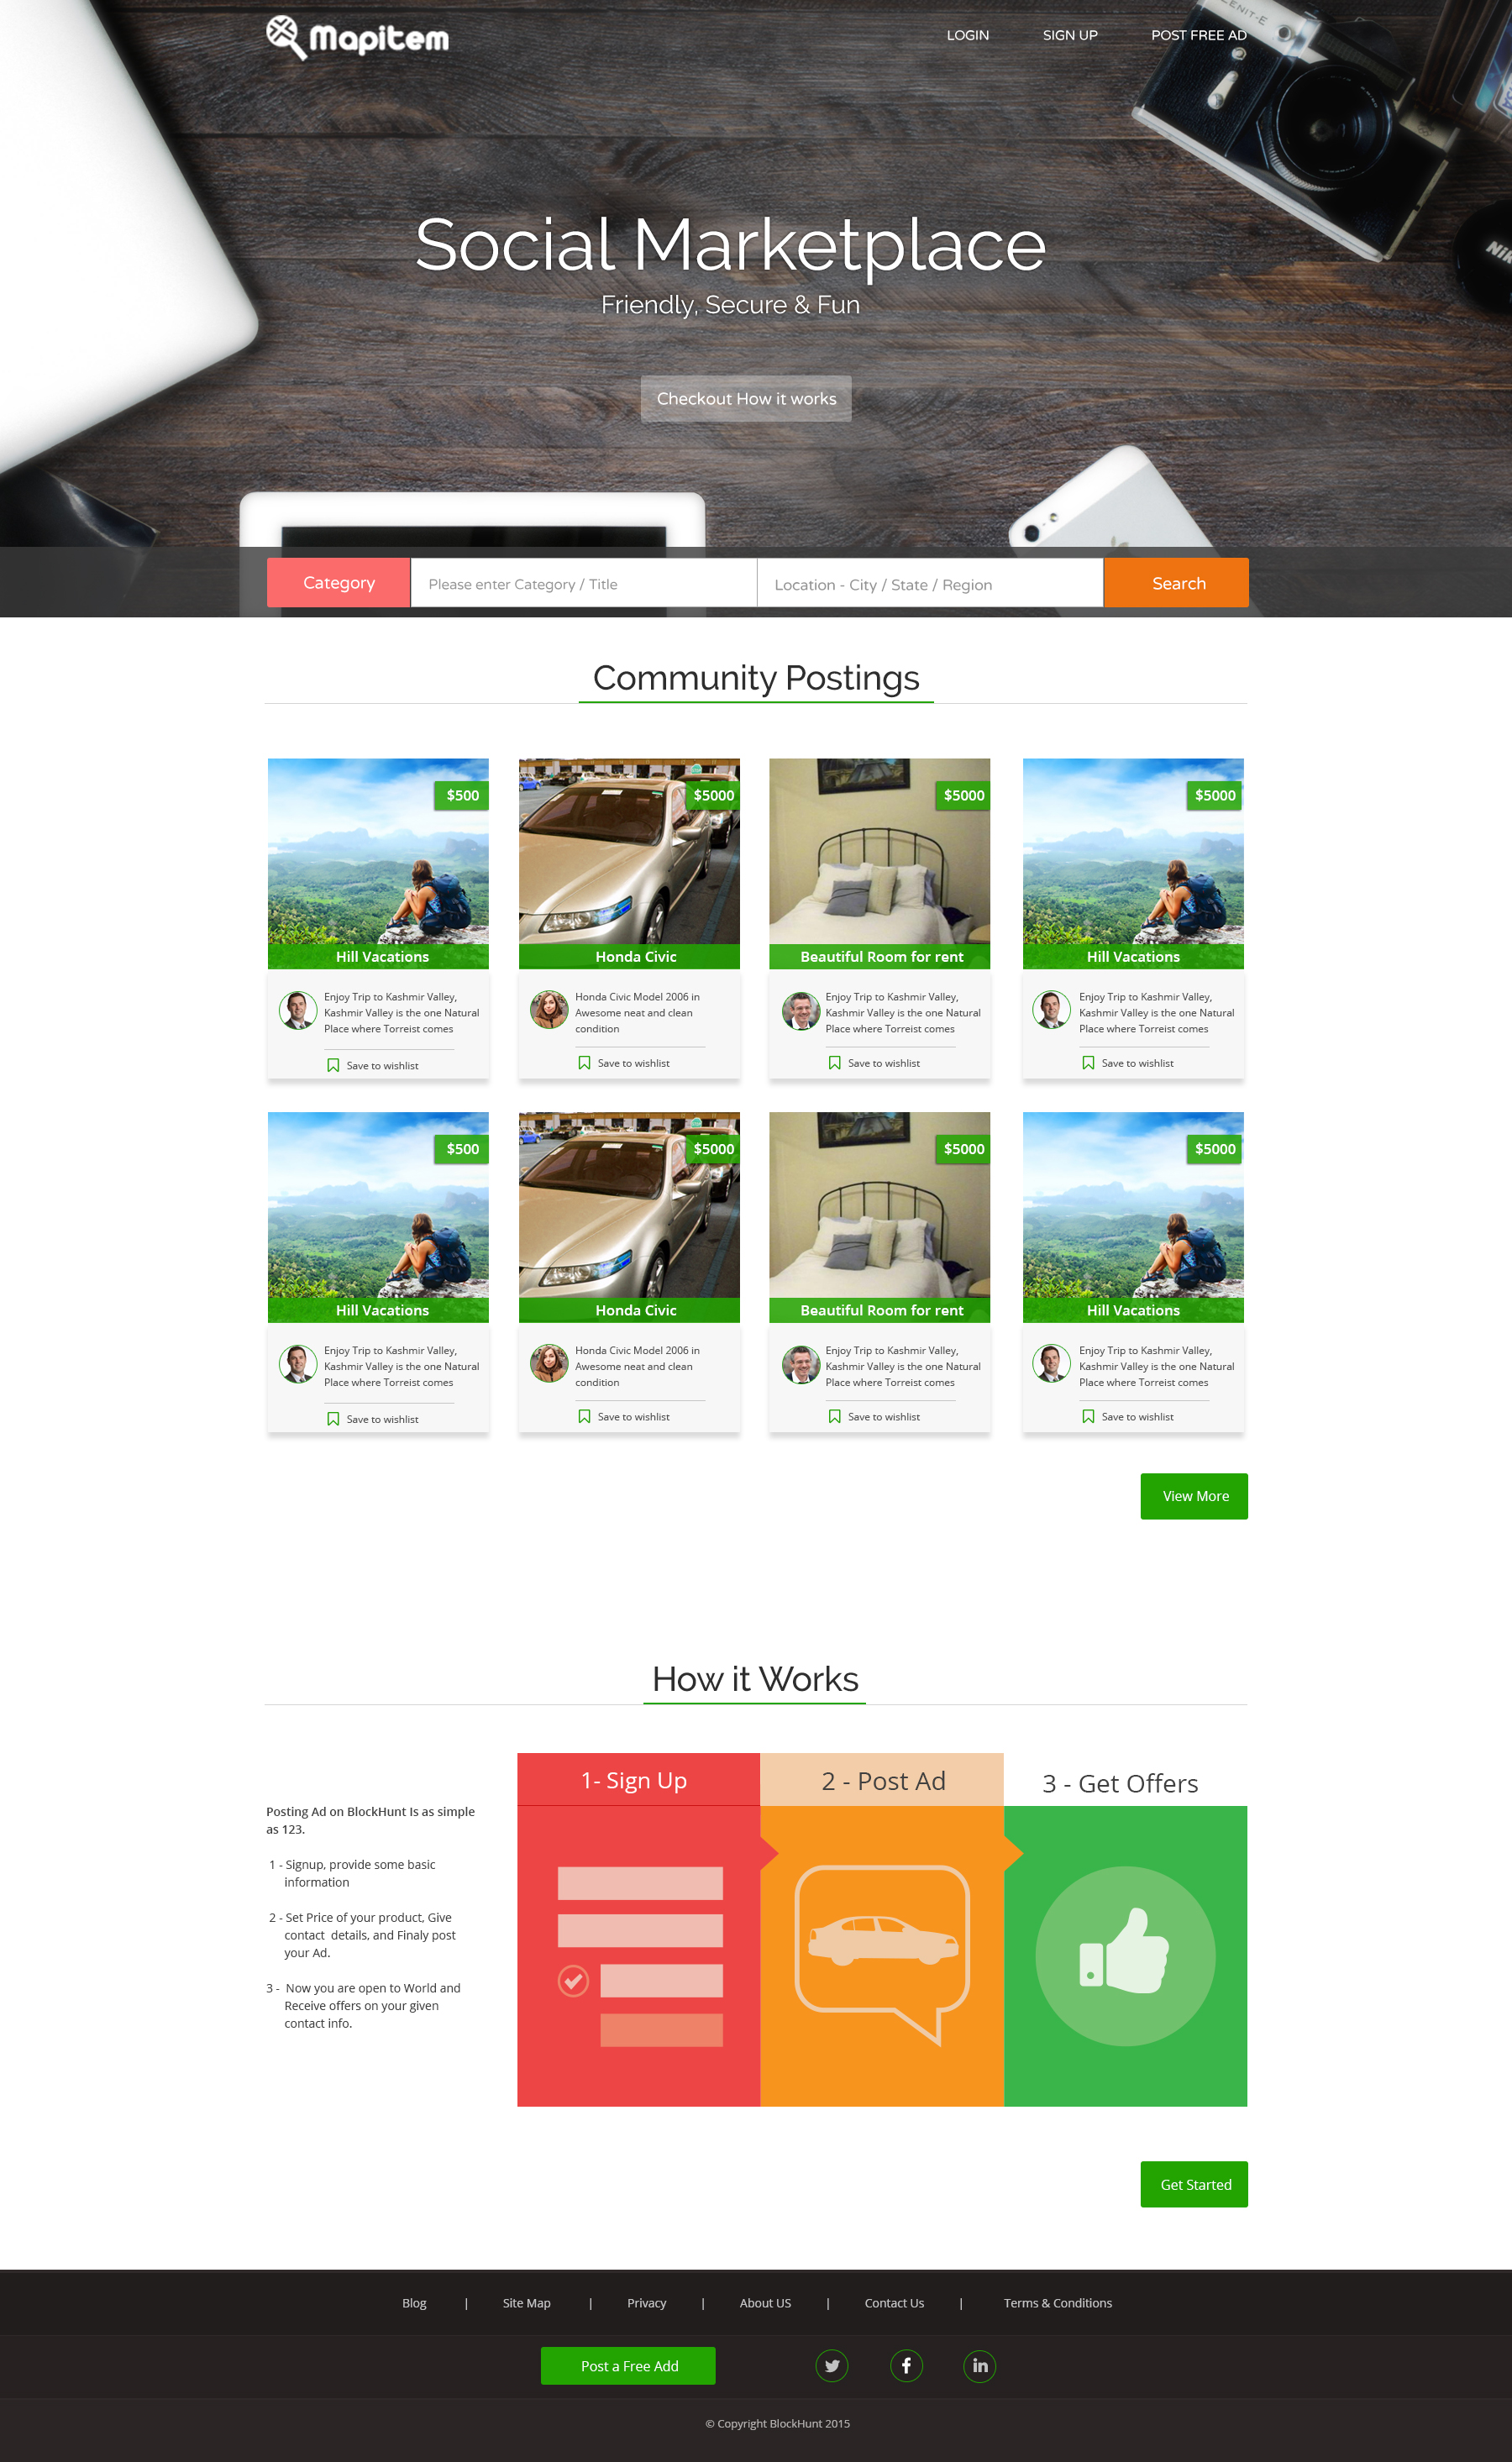 Mapitem
LOGIN
SIGN UP
POST FREE AD
ZENIT-E
NIK
Social Marketplace
Friendly, Secure & Fun
Checkout How it works
Category
Please enter Category / Title
Location - City / State / Region
Search
Community Postings
$500
$5000
$5000
$5000
Hill Vacations
Honda Civic
Beautiful Room for rent
Hill Vacations
Enjoy Trip to Kashmir Valley,
Kashmir Valley is the one Natural
Place where Torreist comes
Save to wishlist
Honda Civic Model 2006 in
Awesome neat and clean
condition
Save to wishlist
Enjoy Trip to Kashmir Valley,
Kashmir Valley is the one Natural
Place where Torreist comes
Save to wishlist
Enjoy Trip to Kashmir Valley,
Kashmir Valley is the one Natural
Place where Torreist comes
Save to wishlist
$500
$5000
$5000
$5000
Hill Vacations
Honda Civic
Beautiful Room for rent
Hill Vacations
Enjoy Trip to Kashmir Valley,
Kashmir Valley is the one Natural
Place where Torreist comes
Save to wishlist
Honda Civic Model 2006 in
Awesome neat and clean
condition
Save to wishlist
Enjoy Trip to Kashmir Valley,
Kashmir Valley is the one Natural
Place where Torreist comes
Save to wishlist
Enjoy Trip to Kashmir Valley,
Kashmir Valley is the one Natural
Place where Torreist comes
Save to wishlist
View More
How it Works
Posting Ad on BlockHunt Is as simple
as 123.
1 - Signup, provide some basic
information
2 - Set Price of your product, Give
contact details, and Finaly post
your Ad.
3 - Now you are open to World and
Receive offers on your given
contact info.
1- Sign Up
2 - Post Ad
3 - Get Offers
Get Started
Blog | Site Map | Privacy | About US | Contact Us | Terms & Conditions
Post a Free Add
© Copyright BlockHunt 2015